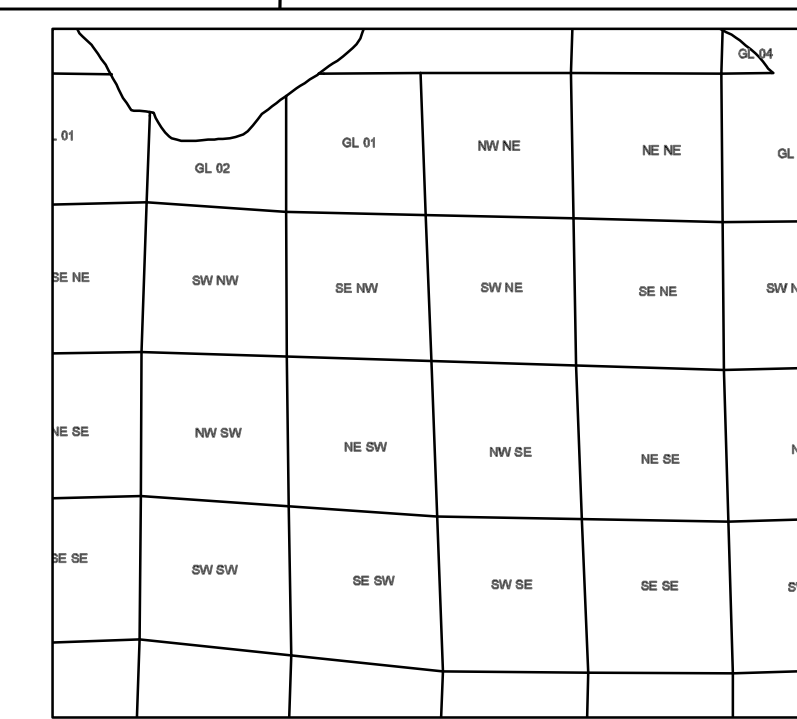 GL 04
01
GL 02
GL 01
NW NE
NE NE
GL
SE NE
SW NW
SE NW
SW NE
SE NE
SW N
NE SE
NW SW
NE SW
NW SE
NE SE
N
SE SE
SW SW
SE SW
SW SE
SE SE